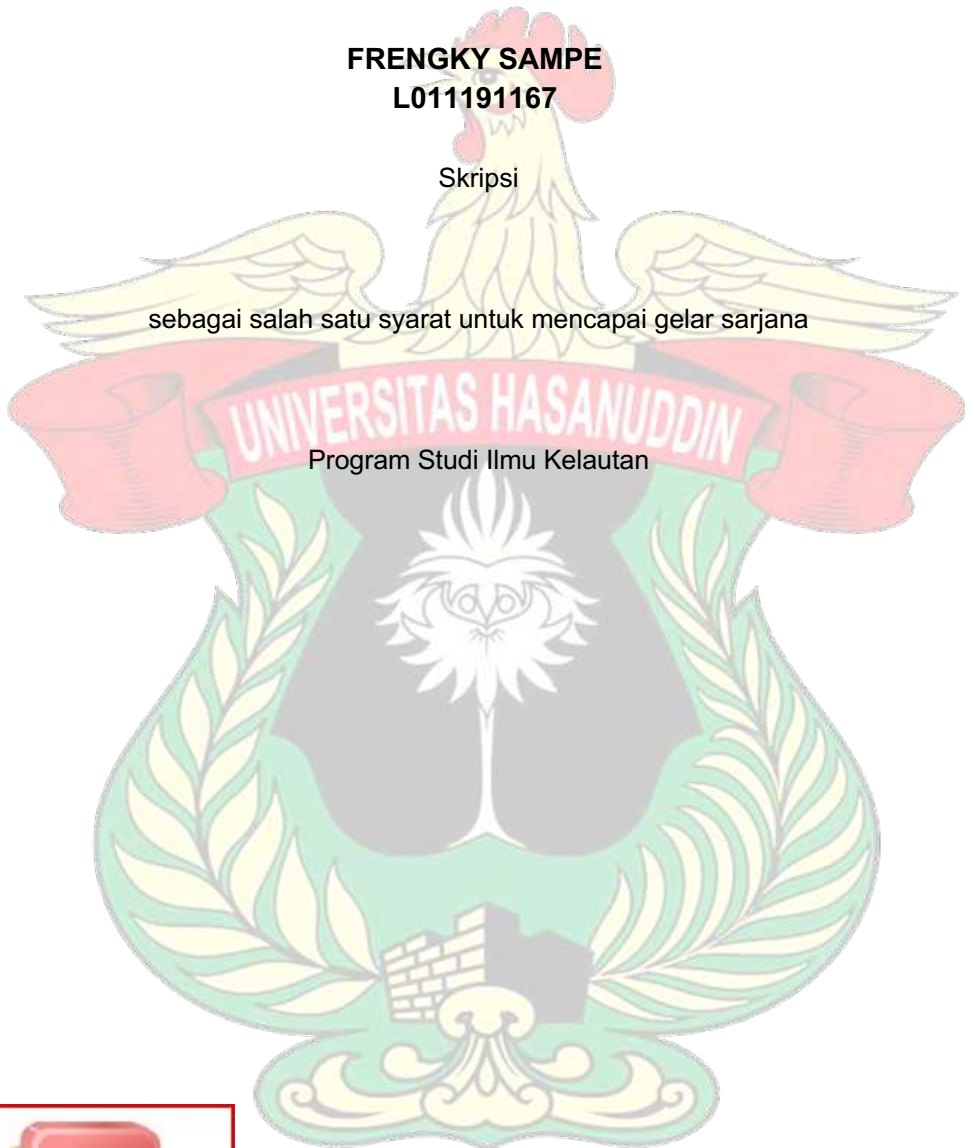 FRENGKY SAMPE
L011191167
Skripsi
sebagai salah satu syarat untuk mencapai gelar sarjana
UNIVERSITAS HASANUDDIN
Program Studi Ilmu Kelautan